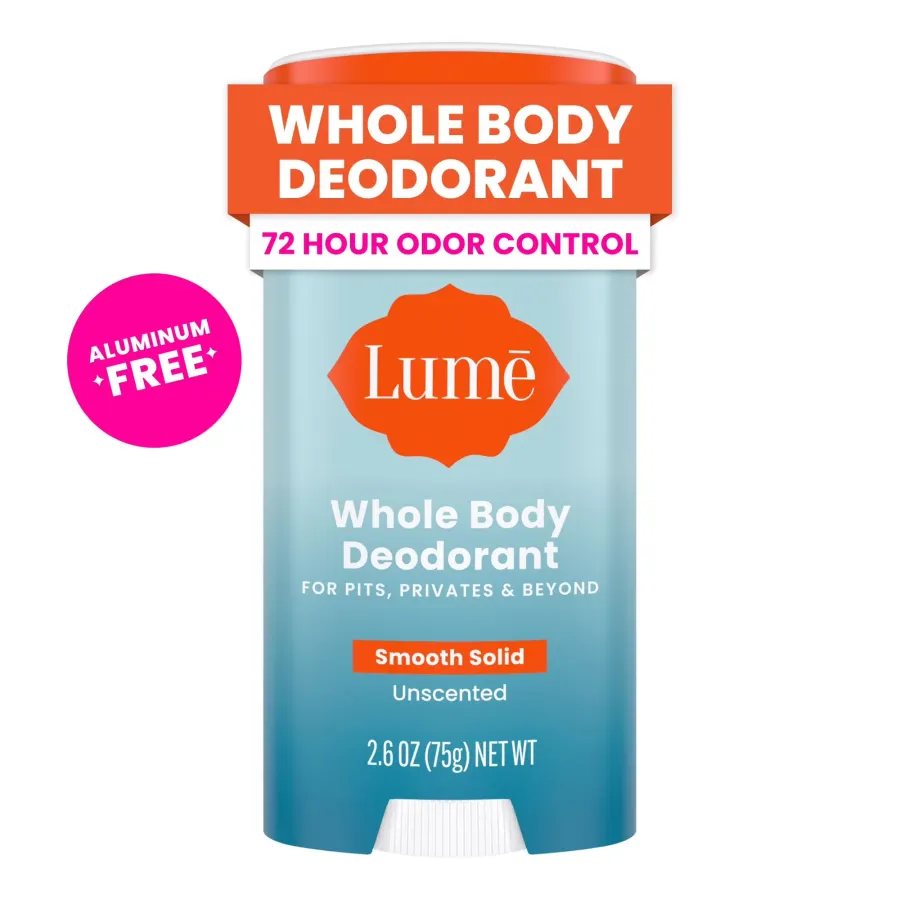 WHOLE BODY
DEODORANT
72 HOUR ODOR CONTROL
ALUMINUM
FREE
Lumē
Whole Body
Deodorant
FOR PITS, PRIVATES & BEYOND
Smooth Solid
Unscented
2.6 OZ (75g) NET WT